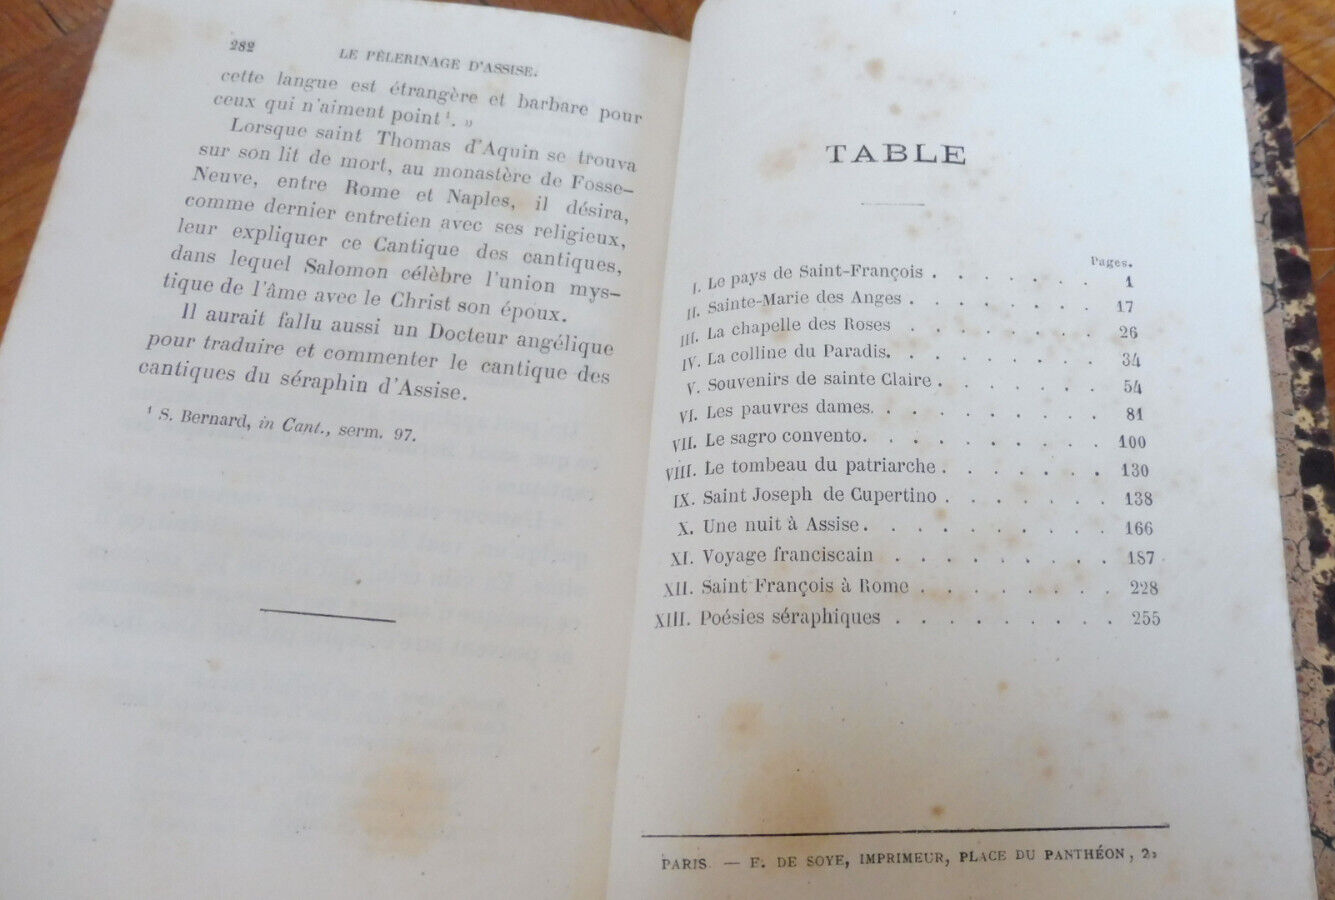 282 LE PÈLERINAGE D'ASSISE.
cette langue est étrangère et barbare pour
ceux qui n'aiment point ¹. »
Lorsque saint Thomas d'Aquin se trouva
sur son lit de mort, au monastère de Fosse-
Neuve, entre Rome et Naples, il désira,
comme dernier entretien avec ses religieux,
leur expliquer ce Cantique des cantiques,
dans lequel Salomon célèbre l'union mys-
tique de l'âme avec le Christ son époux.
Il aurait fallu aussi un Docteur angélique
pour traduire et commenter le cantique des
cantiques du séraphin d'Assise.
¹ S. Bernard, in Cant., serm. 97.
TABLE
Pages.
I. Le pays de Saint-François . . . . . . . 1
II. Sainte-Marie des Anges . . . . . . . . 17
III. La chapelle des Roses . . . . . . . . 26
IV. La colline du Paradis. . . . . . . . . 34
V. Souvenirs de sainte Claire . . . . . . . 54
VI. Les pauvres dames. . . . . . . . . . 81
VII. Le sagro convento. . . . . . . . . . 100
VIII. Le tombeau du patriarche . . . . . . . 130
IX. Saint Joseph de Cupertino . . . . . . . 138
X. Une nuit à Assise. . . . . . . . . . 166
XI. Voyage franciscain . . . . . . . . . 187
XII. Saint François à Rome . . . . . . . . 228
XIII. Poésies séraphiques . . . . . . . . . 255
PARIS. — F. DE SOYE, IMPRIMEUR, PLACE DU PANTHÉON,